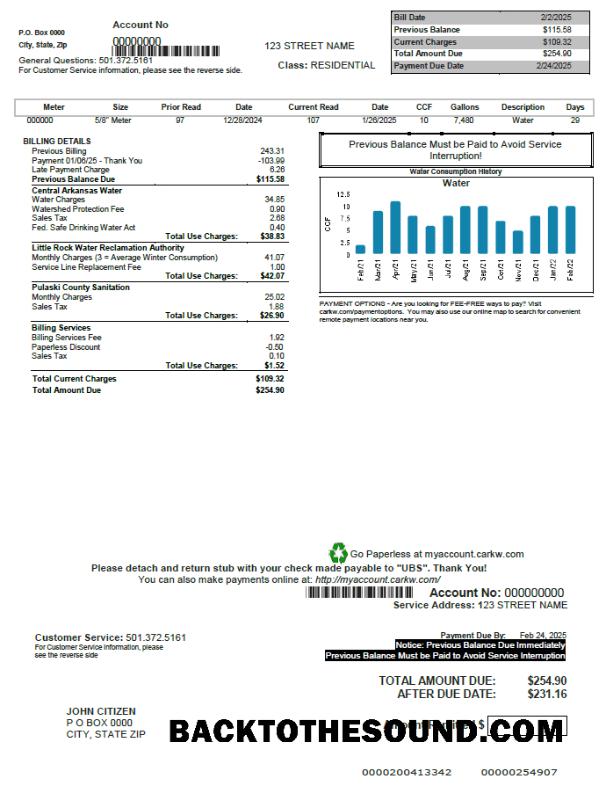 P.O. Box 0000
City, State, Zip
Account No
00000000
General Questions: 501.372.5161
For Customer Service information, please see the reverse side.
123 STREET NAME
Class: RESIDENTIAL
Bill Date 2/2/2025
Previous Balance $115.58
Current Charges $109.32
Total Amount Due $254.90
Payment Due Date 2/24/2025
Meter Size Prior Read Date Current Read Date CCF Gallons Description Days
000000 5/8" Meter 97 12/28/2024 107 1/26/2025 10 7,480 Water 29
BILLING DETAILS
Previous Billing 243.31
Payment 01/06/25 - Thank You -103.99
Late Payment Charge 6.26
Previous Balance Due $115.58
Central Arkansas Water
Water Charges 34.85
Watershed Protection Fee 0.90
Sales Tax 2.68
Fed. Safe Drinking Water Act 0.40
Total Use Charges: $38.83
Little Rock Water Reclamation Authority
Monthly Charges (3 = Average Winter Consumption) 41.07
Service Line Replacement Fee 1.00
Total Use Charges: $42.07
Pulaski County Sanitation
Monthly Charges 25.02
Sales Tax 1.88
Total Use Charges: $26.90
Billing Services
Billing Services Fee 1.92
Paperless Discount -0.50
Sales Tax 0.10
Total Use Charges: $1.52
Total Current Charges $109.32
Total Amount Due $254.90
Previous Balance Must be Paid to Avoid Service
Interruption!
Water Consumption History
Water
CCF
12.5
10
7.5
5
2.5
0
Feb/21 Mar/21 Apr/21 May/21 Jun/21 Jul/21 Aug/21 Sep/21 Oct/21 Nov/21 Dec/21 Jan/22 Feb/22
PAYMENT OPTIONS - Are you looking for FEE-FREE ways to pay? Visit
carkw.com/paymentoptions. You may also use our online map to search for convenient
remote payment locations near you.
Go Paperless at myaccount.carkw.com
Please detach and return stub with your check made payable to "UBS". Thank You!
You can also make payments online at: http://myaccount.carkw.com/
Account No: 000000000
Service Address: 123 STREET NAME
Customer Service: 501.372.5161
For Customer Service information, please
see the reverse side
Payment Due By: Feb 24, 2025
Notice: Previous Balance Due Immediately
Previous Balance Must be Paid to Avoid Service Interruption
TOTAL AMOUNT DUE: $254.90
AFTER DUE DATE: $231.16
JOHN CITIZEN
P O BOX 0000
CITY, STATE ZIP
$
BACKTOTHESOUND.COM
0000200413342 00000254907